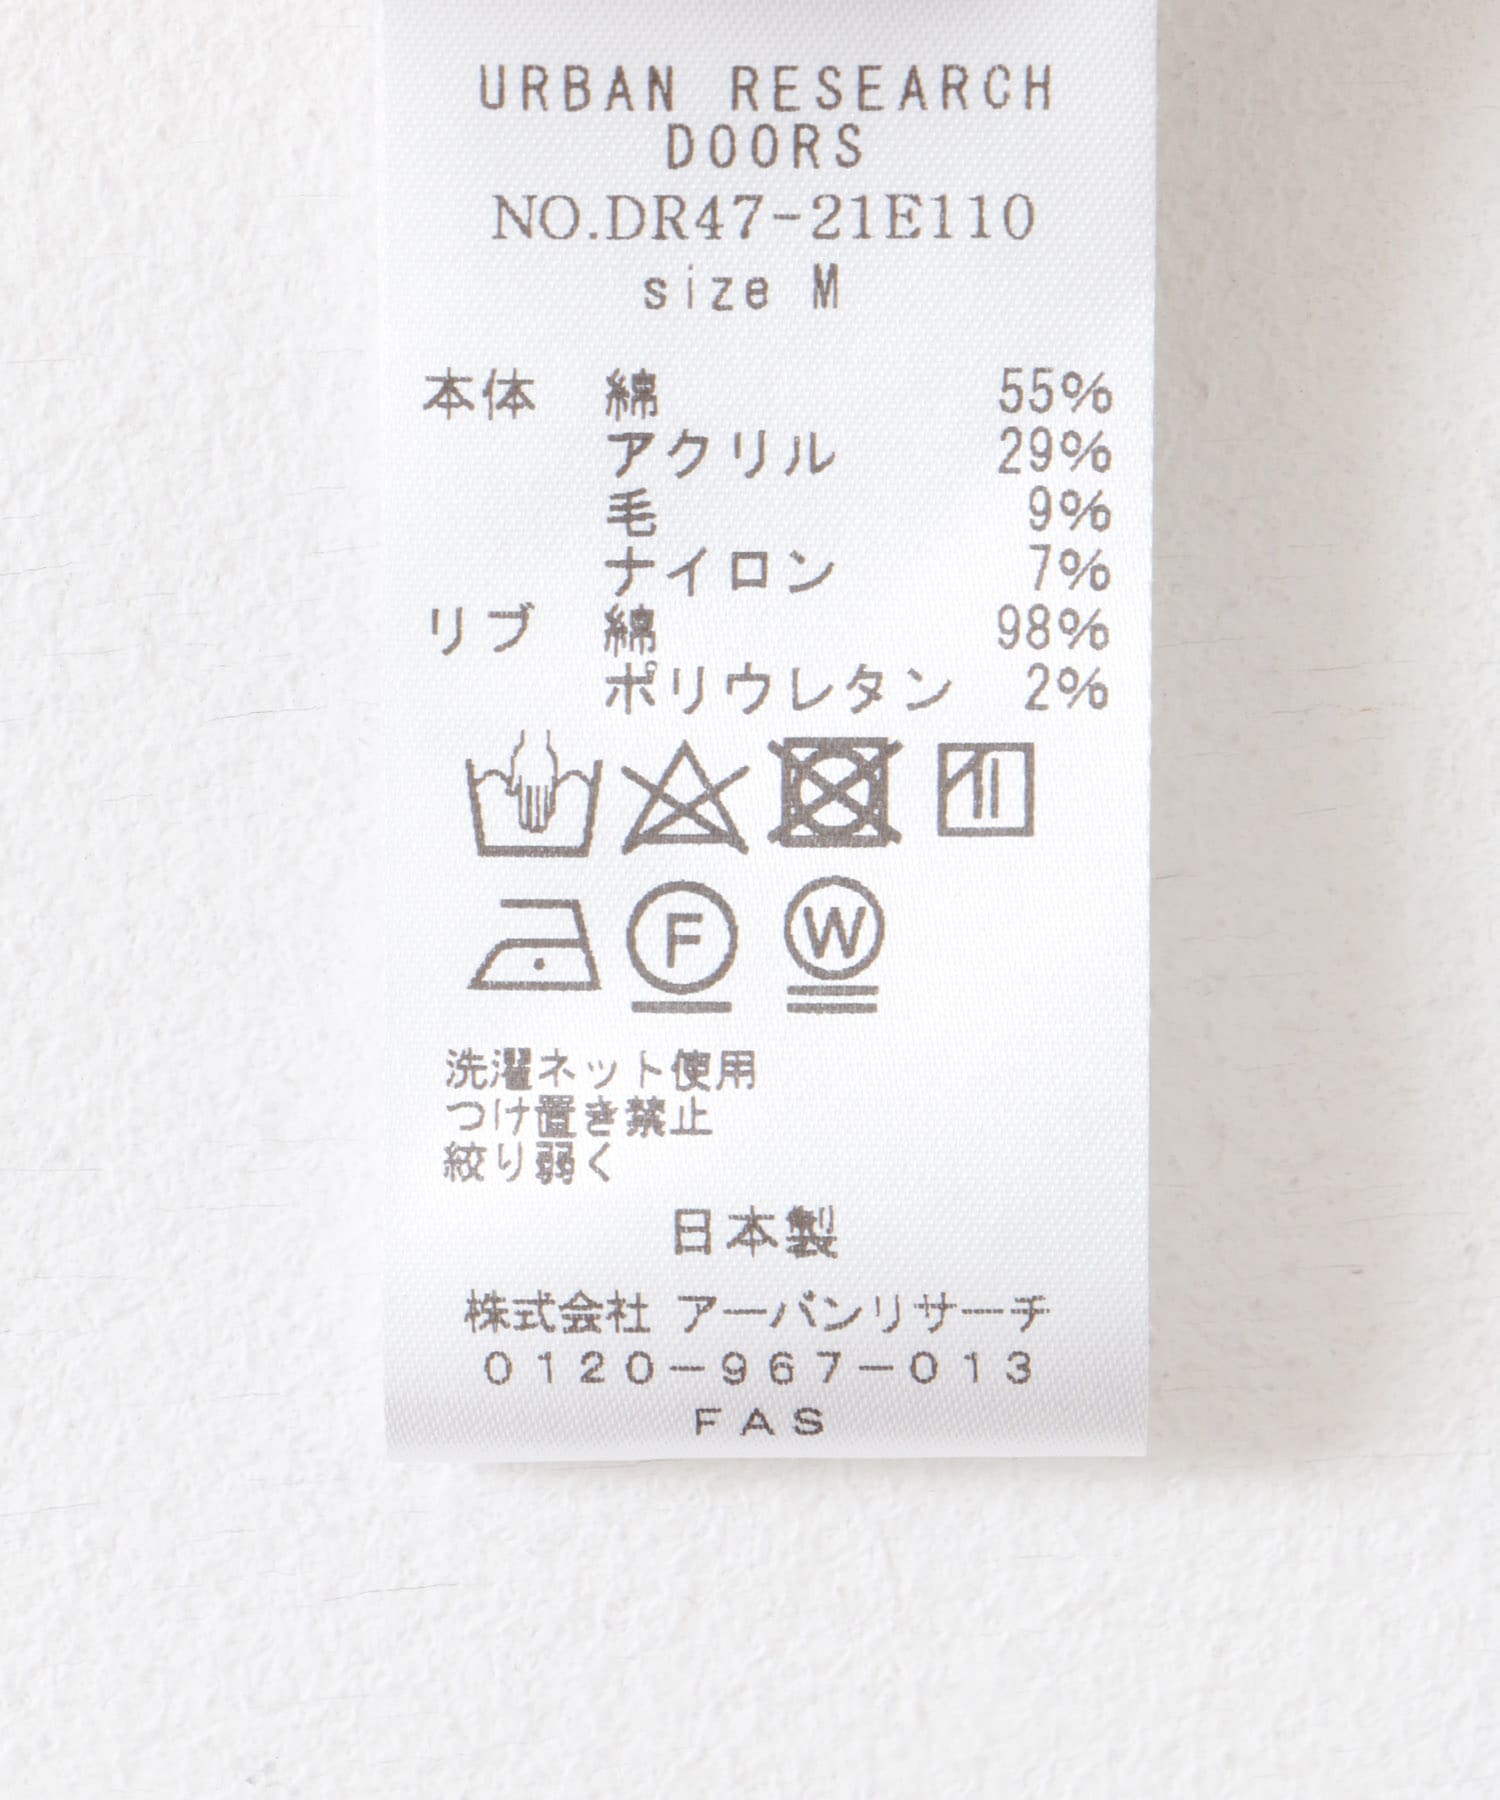 URBAN RESEARCH
DOORS
NO.DR47-21E110
size M
本体 綿 55%
アクリル 29%
毛 9%
ナイロン 7%
リブ 綿 98%
ポリウレタン 2%
F W
洗濯ネット使用
つけ置き禁止
絞り弱く
日本製
株式会社 アーバンリサーチ
0120-967-013
FAS